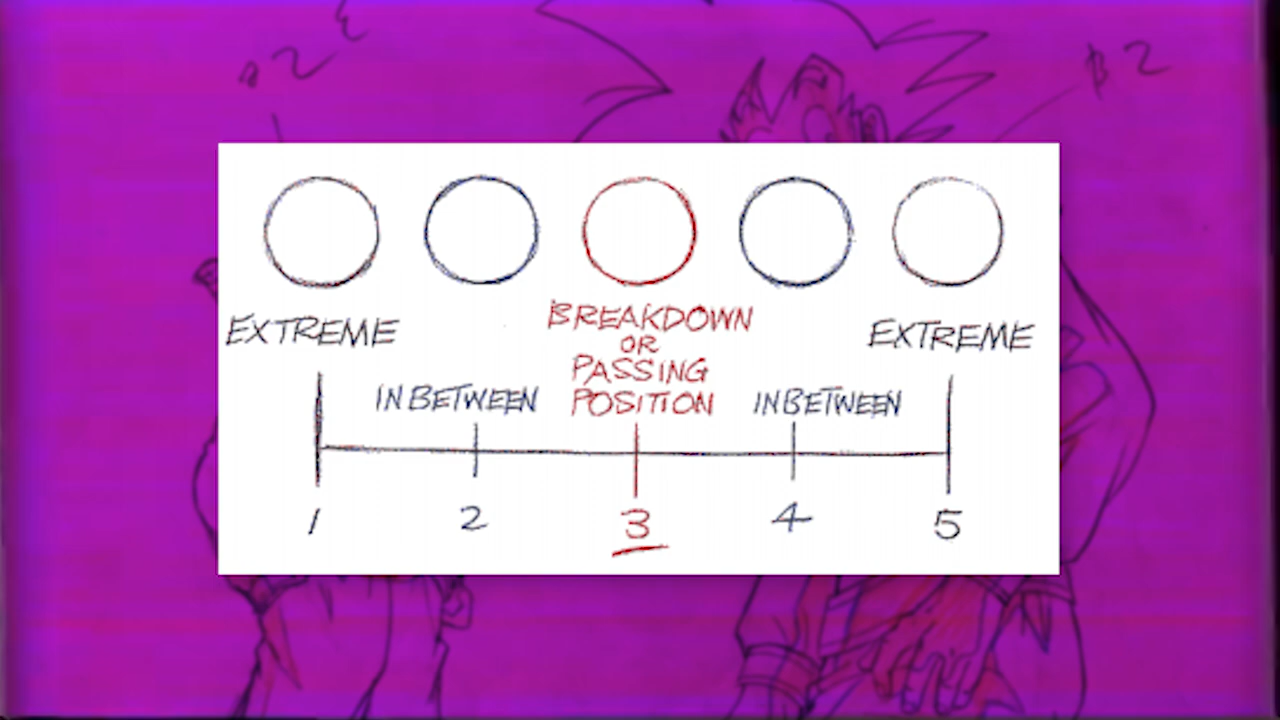 EXTREME
INBETWEEN
BREAKDOWN
OR
PASSING
POSITION
INBETWEEN
EXTREME
1 2 3 4 5